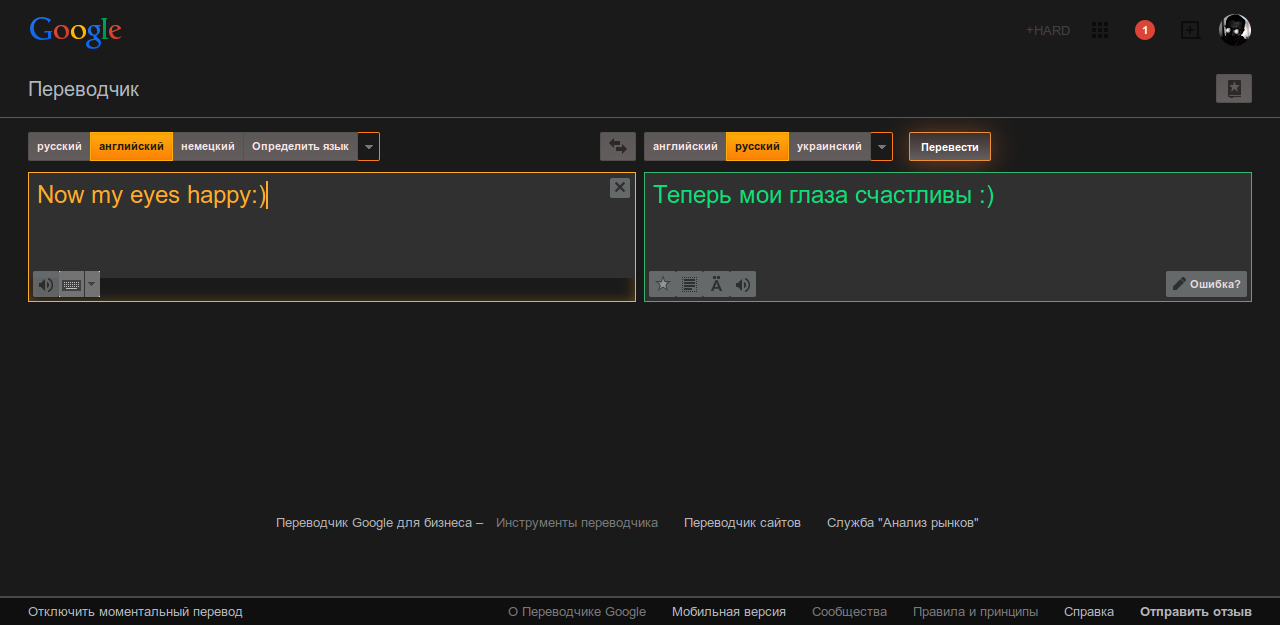 Google
+HARD
1
Переводчик
русский английский немецкий Определить язык
английский русский украинский Перевести
Now my eyes happy:)
Теперь мои глаза счастливы :)
Ä
Ошибка?
Переводчик Google для бизнеса – Инструменты переводчика Переводчик сайтов Служба "Анализ рынков"
Отключить моментальный перевод О Переводчике Google Мобильная версия Сообщества Правила и принципы Справка Отправить отзыв